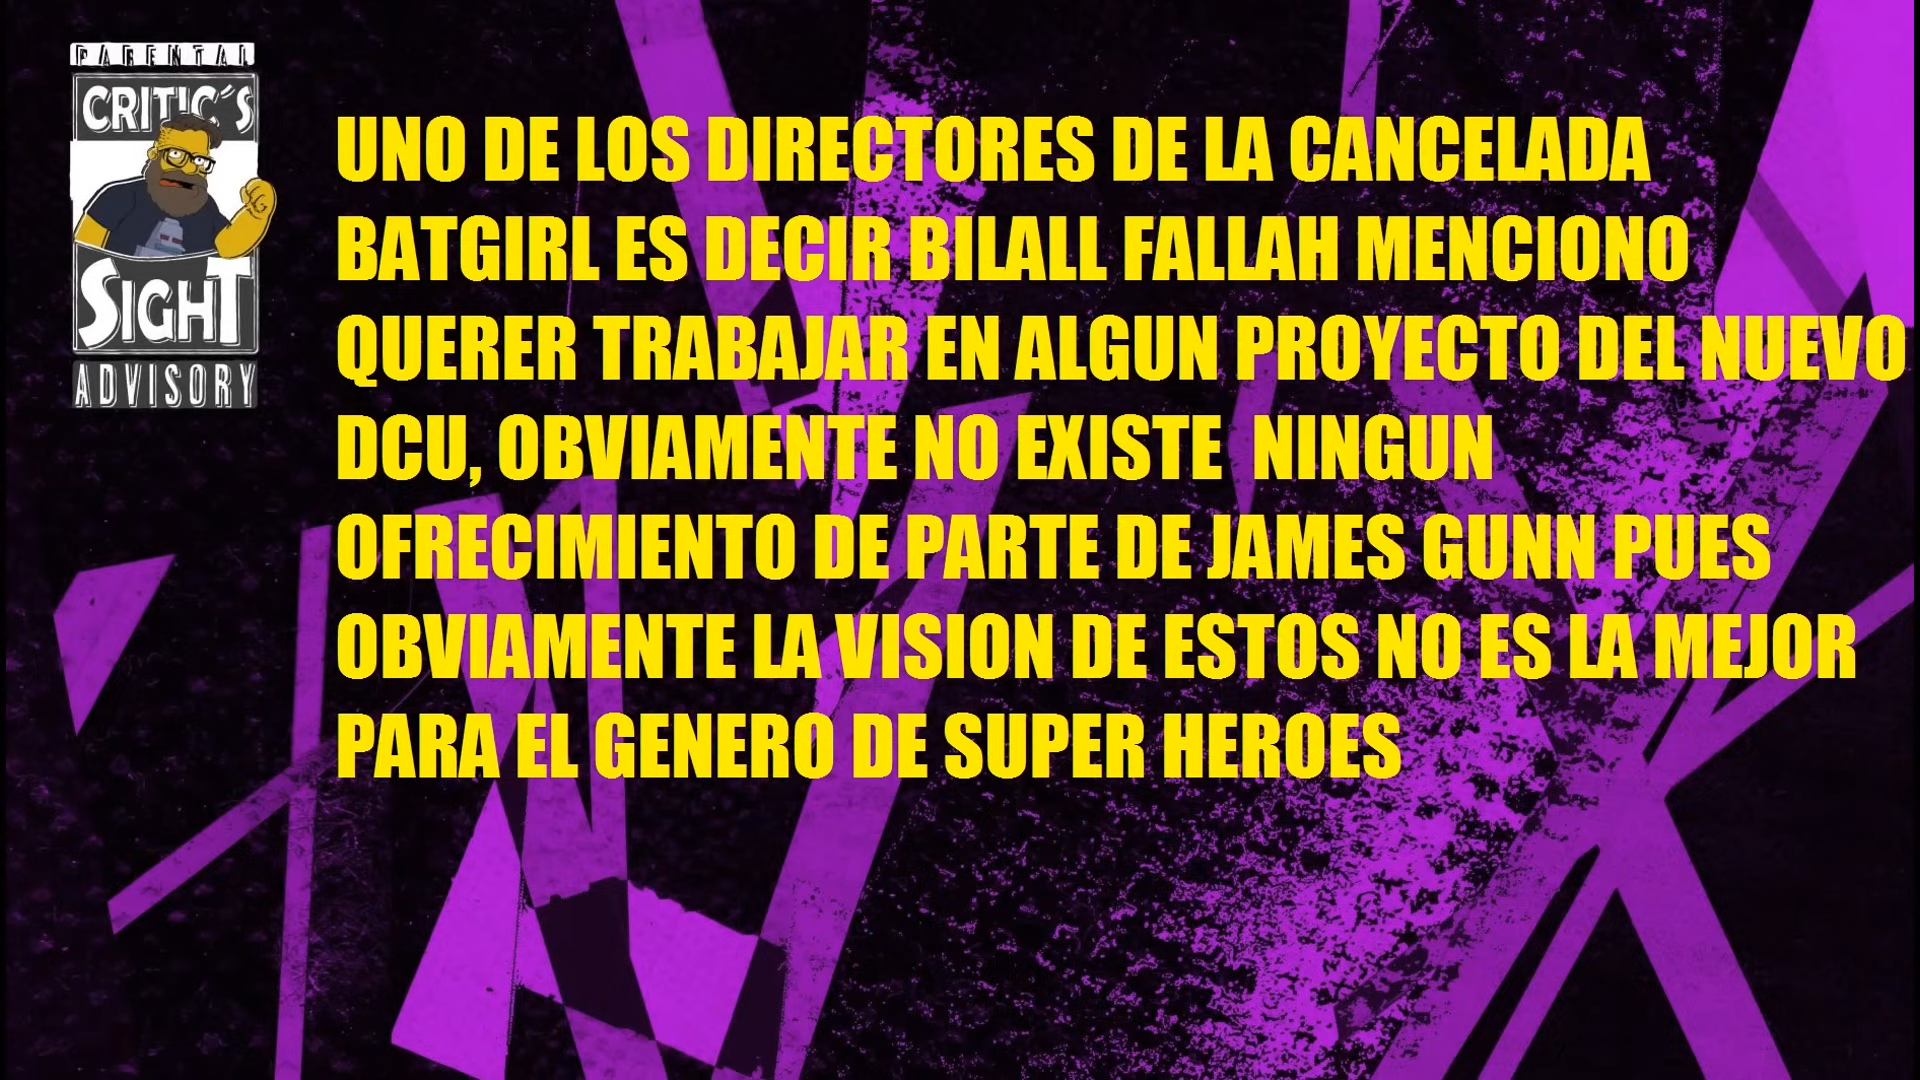 PARENTAL
CRITIC´S
SIGHT
ADVISORY
UNO DE LOS DIRECTORES DE LA CANCELADA
BATGIRL ES DECIR BILALL FALLAH MENCIONO
QUERER TRABAJAR EN ALGUN PROYECTO DEL NUEVO
DCU, OBVIAMENTE NO EXISTE  NINGUN
OFRECIMIENTO DE PARTE DE JAMES GUNN PUES
OBVIAMENTE LA VISION DE ESTOS NO ES LA MEJOR
PARA EL GENERO DE SUPER HEROES